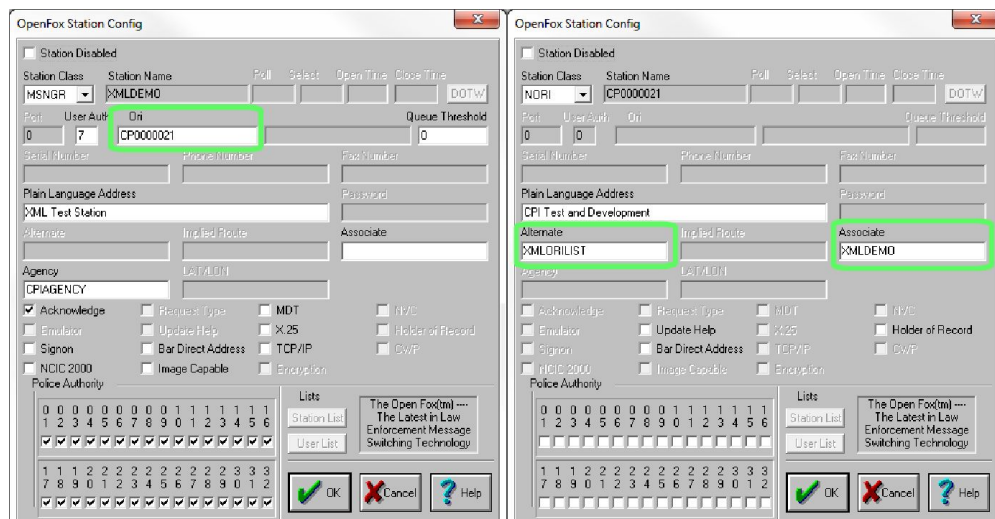 OpenFox Station Config
Station Disabled
Station Class Station Name Poll Select Open Time Close Time
MSNGR XMLDEMO DOTW
Port User Auth Ori Queue Threshold
0 7 CP0000021 0
Serial Number Phone Number Fax Number
Plain Language Address Password
XML Test Station
Alternate Implied Route Associate
Agency LAT/LON
CPIAGENCY
Acknowledge Request Type MDT NVC
Emulator Update Help X.25 Holder of Record
Signon Bar Direct Address TCP/IP CWP
NCIC 2000 Image Capable Encryption
Police Authority
0 0 0 0 0 0 0 0 0 1 1 1 1 1 1 1
1 2 3 4 5 6 7 8 9 0 1 2 3 4 5 6
1 1 1 2 2 2 2 2 2 2 2 2 2 3 3 3
7 8 9 0 1 2 3 4 5 6 7 8 9 0 1 2
Lists
Station List
User List
The Open Fox(tm) ----
The Latest in Law
Enforcement Message
Switching Technology
OK Cancel Help
OpenFox Station Config
Station Disabled
Station Class Station Name Poll Select Open Time Close Time
NORI CP0000021 DOTW
Port User Auth Ori Queue Threshold
0 0
Serial Number Phone Number Fax Number
Plain Language Address Password
CPI Test and Development
Alternate Implied Route Associate
XMLORILIST XMLDEMO
Agency LAT/LON
Acknowledge Request Type MDT NVC
Emulator Update Help X.25 Holder of Record
Signon Bar Direct Address TCP/IP CWP
NCIC 2000 Image Capable Encryption
Police Authority
0 0 0 0 0 0 0 0 0 1 1 1 1 1 1 1
1 2 3 4 5 6 7 8 9 0 1 2 3 4 5 6
1 1 1 2 2 2 2 2 2 2 2 2 2 3 3 3
7 8 9 0 1 2 3 4 5 6 7 8 9 0 1 2
Lists
Station List
User List
The Open Fox(tm) ----
The Latest in Law
Enforcement Message
Switching Technology
OK Cancel Help